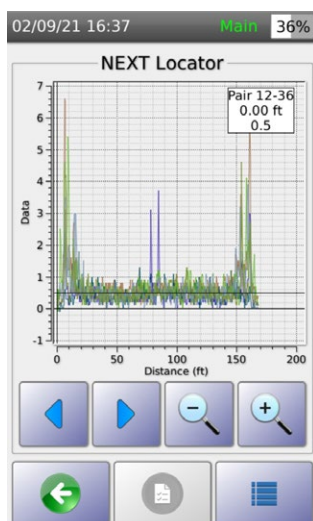 02/09/21 16:37 Main 36%
NEXT Locator
Pair 12-36
0.00 ft
0.5
7
6
5
4
3
2
1
0
-1
Data
0 50 100 150 200
Distance (ft)